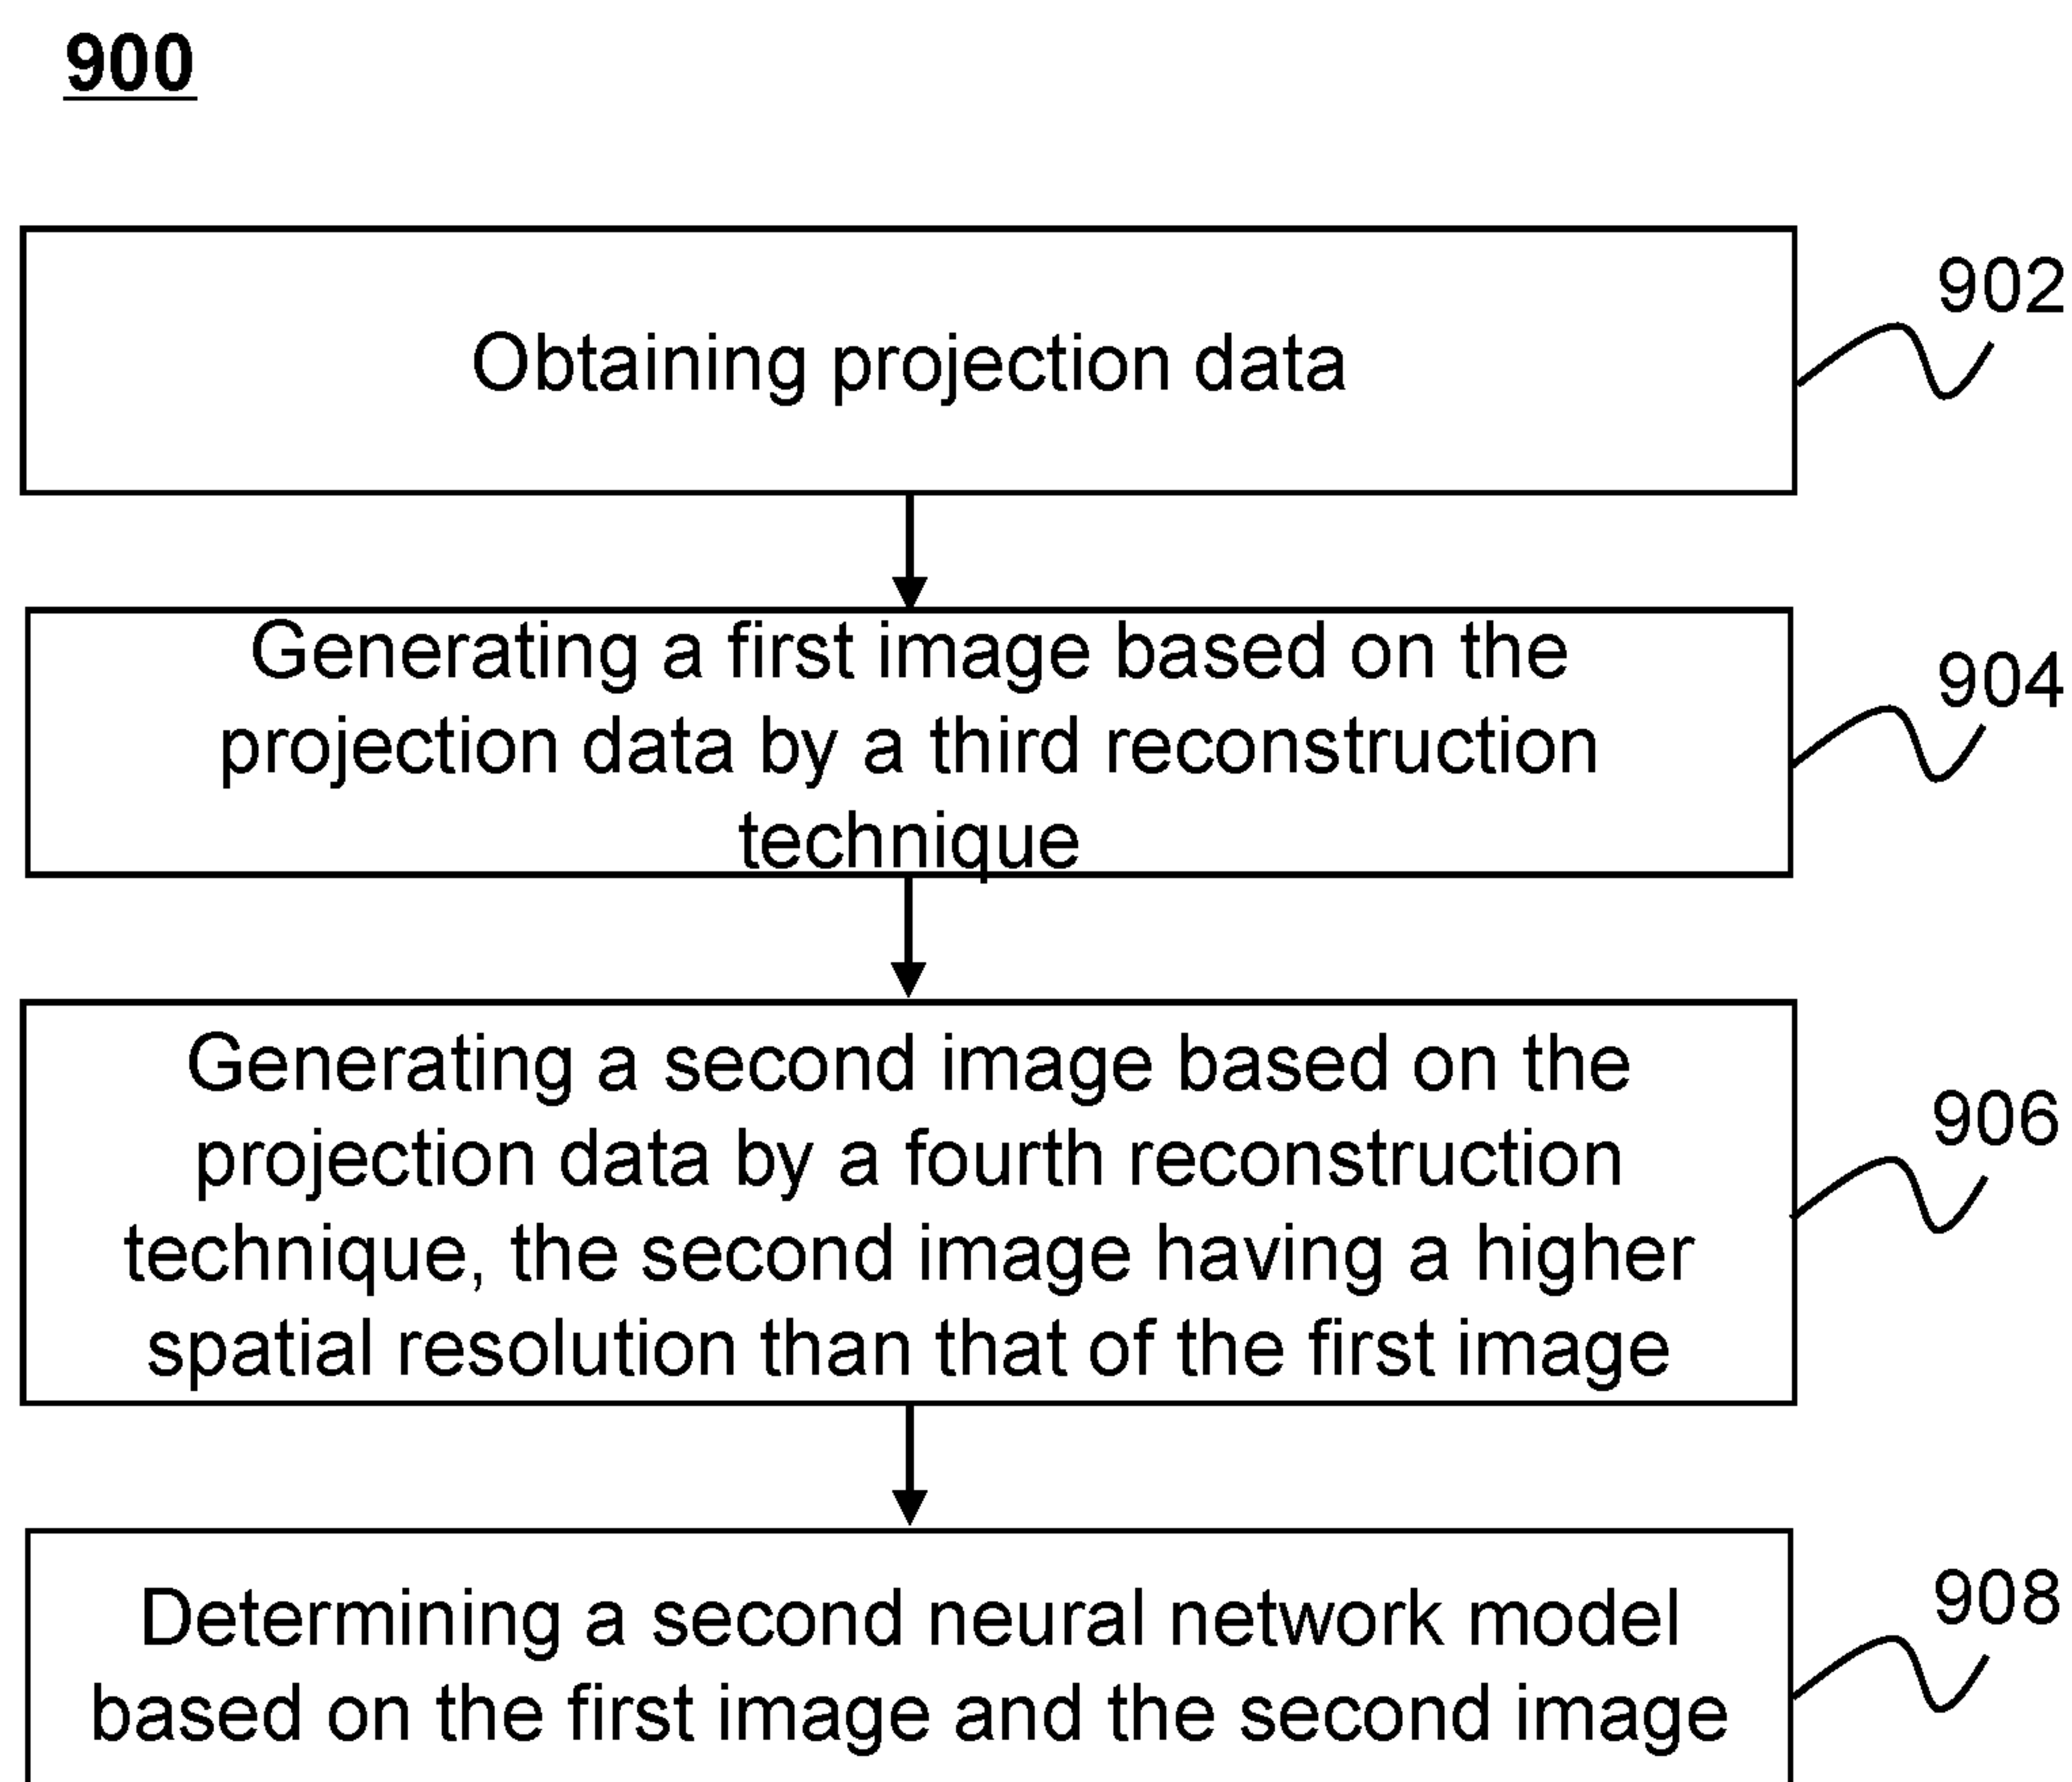 900
Obtaining projection data
902
Generating a first image based on the
projection data by a third reconstruction
technique
904
Generating a second image based on the
projection data by a fourth reconstruction
technique, the second image having a higher
spatial resolution than that of the first image
906
Determining a second neural network model
based on the first image and the second image
908